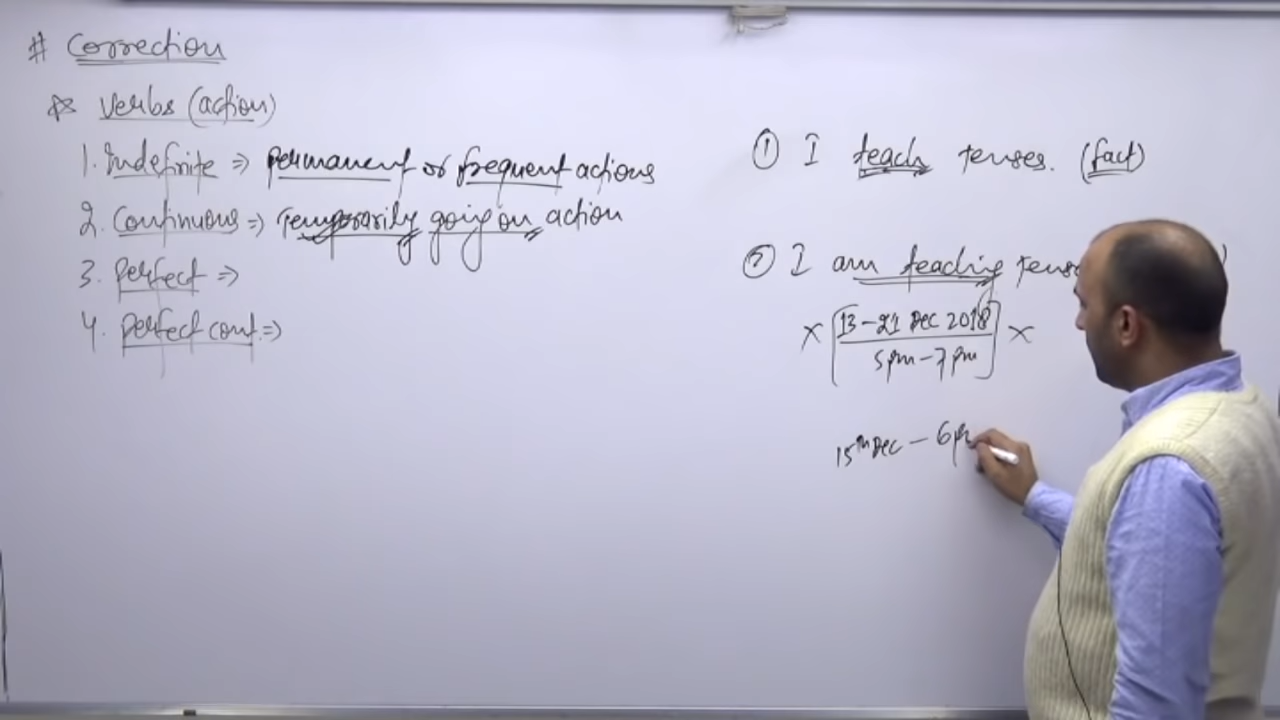 # Correction
☆ Verbs (action)
1. Indefinite ⇒ permanent or frequent actions
2. Continuous ⇒ Temporarily going on action
3. perfect ⇒
4. perfect cont. ⇒
① I teach tenses. (fact)
② I am teaching tense
× [13-21 Dec 2018 ×
5pm-7pm]
15th Dec - 6p